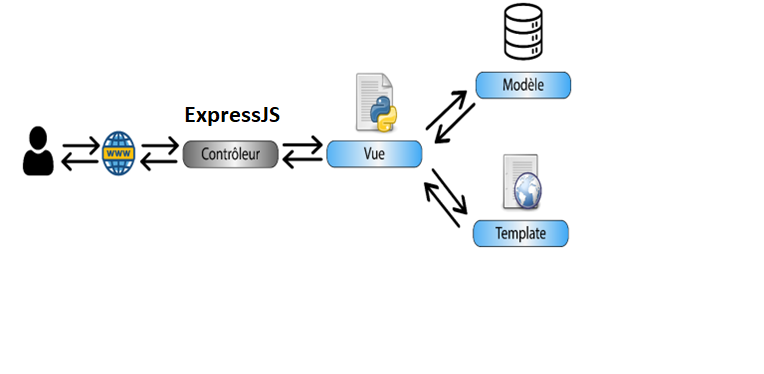 ExpressJS
www
Contrôleur
Vue
Modèle
Template